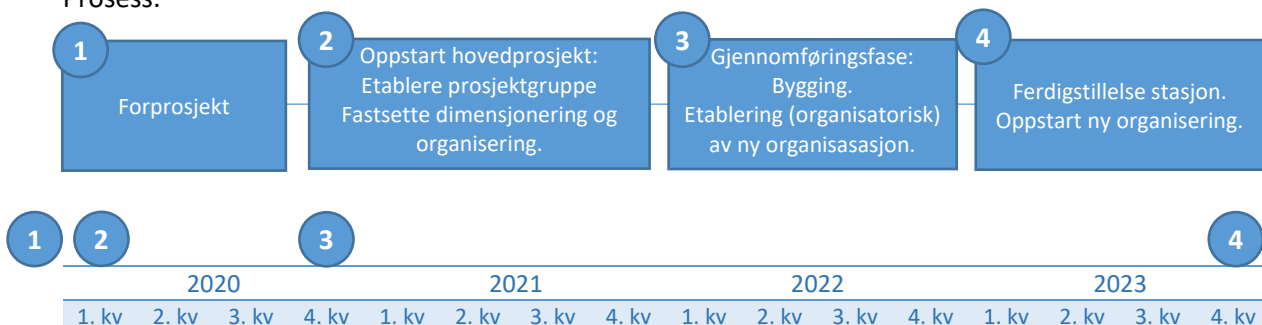 Prosess:
1
Forprosjekt
2
Oppstart hovedprosjekt:
Etablere prosjektgruppe
Fastsette dimensjonering og
organisering.
3
Gjennomføringsfase:
Bygging.
Etablering (organisatorisk)
av ny organisasasjon.
4
Ferdigstillelse stasjon.
Oppstart ny organisering.
1 2 3 4
2020 2021 2022 2023
1. kv 2. kv 3. kv 4. kv 1. kv 2. kv 3. kv 4. kv 1. kv 2. kv 3. kv 4. kv 1. kv 2. kv 3. kv 4. kv